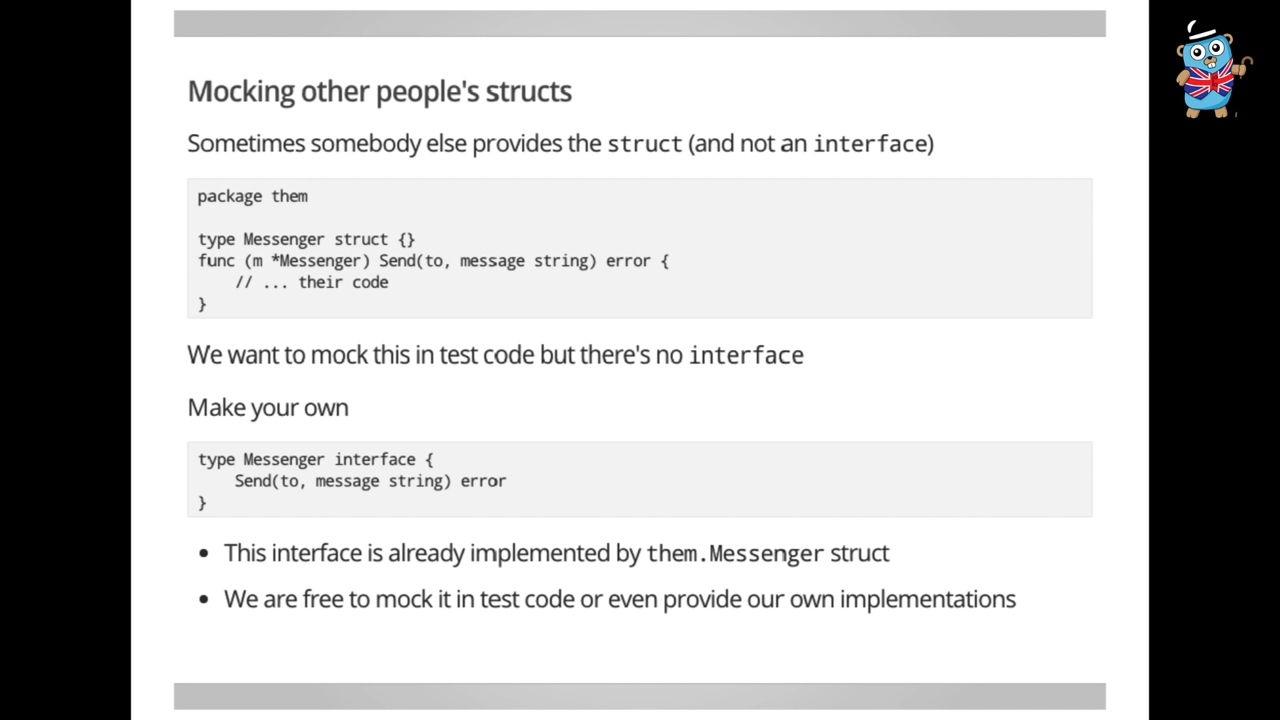 Mocking other people's structs
Sometimes somebody else provides the struct (and not an interface)
package them
type Messenger struct {}
func (m *Messenger) Send(to, message string) error {
    // ... their code
}
We want to mock this in test code but there's no interface
Make your own
type Messenger interface {
    Send(to, message string) error
}
• This interface is already implemented by them.Messenger struct
• We are free to mock it in test code or even provide our own implementations